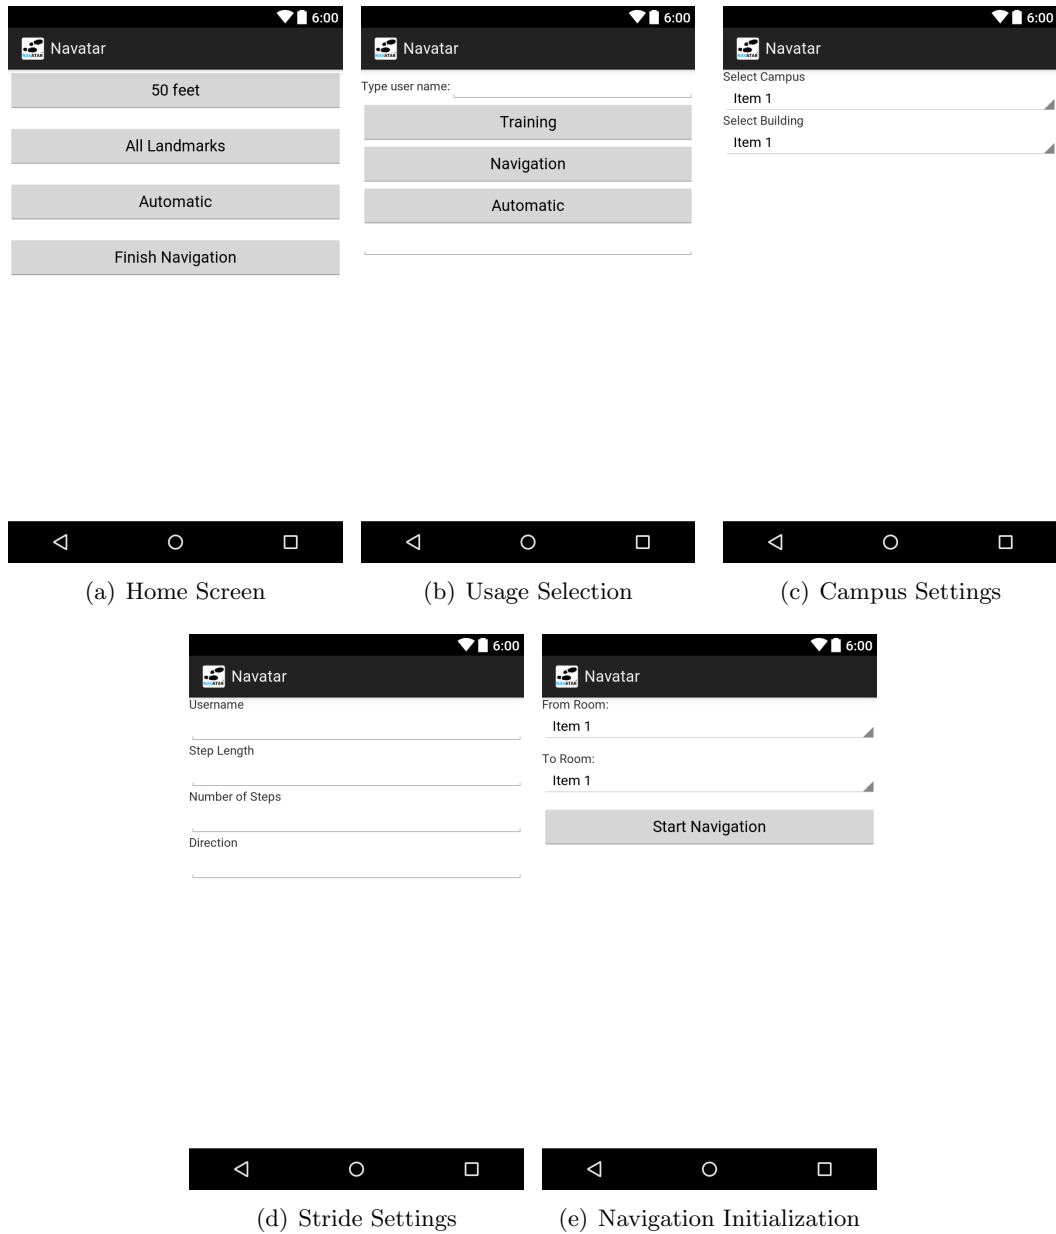 6:00
Navatar
50 feet
All Landmarks
Automatic
Finish Navigation
(a) Home Screen
6:00
Navatar
Type user name:
Training
Navigation
Automatic
(b) Usage Selection
6:00
Navatar
Select Campus
Item 1
Select Building
Item 1
(c) Campus Settings
6:00
Navatar
Username
Step Length
Number of Steps
Direction
(d) Stride Settings
6:00
Navatar
From Room:
Item 1
To Room:
Item 1
Start Navigation
(e) Navigation Initialization